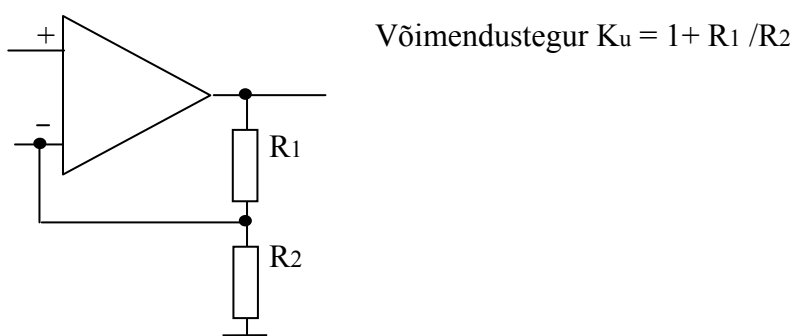 +
Võimendustegur Ku = 1+ R1 /R2
–
R1
R2